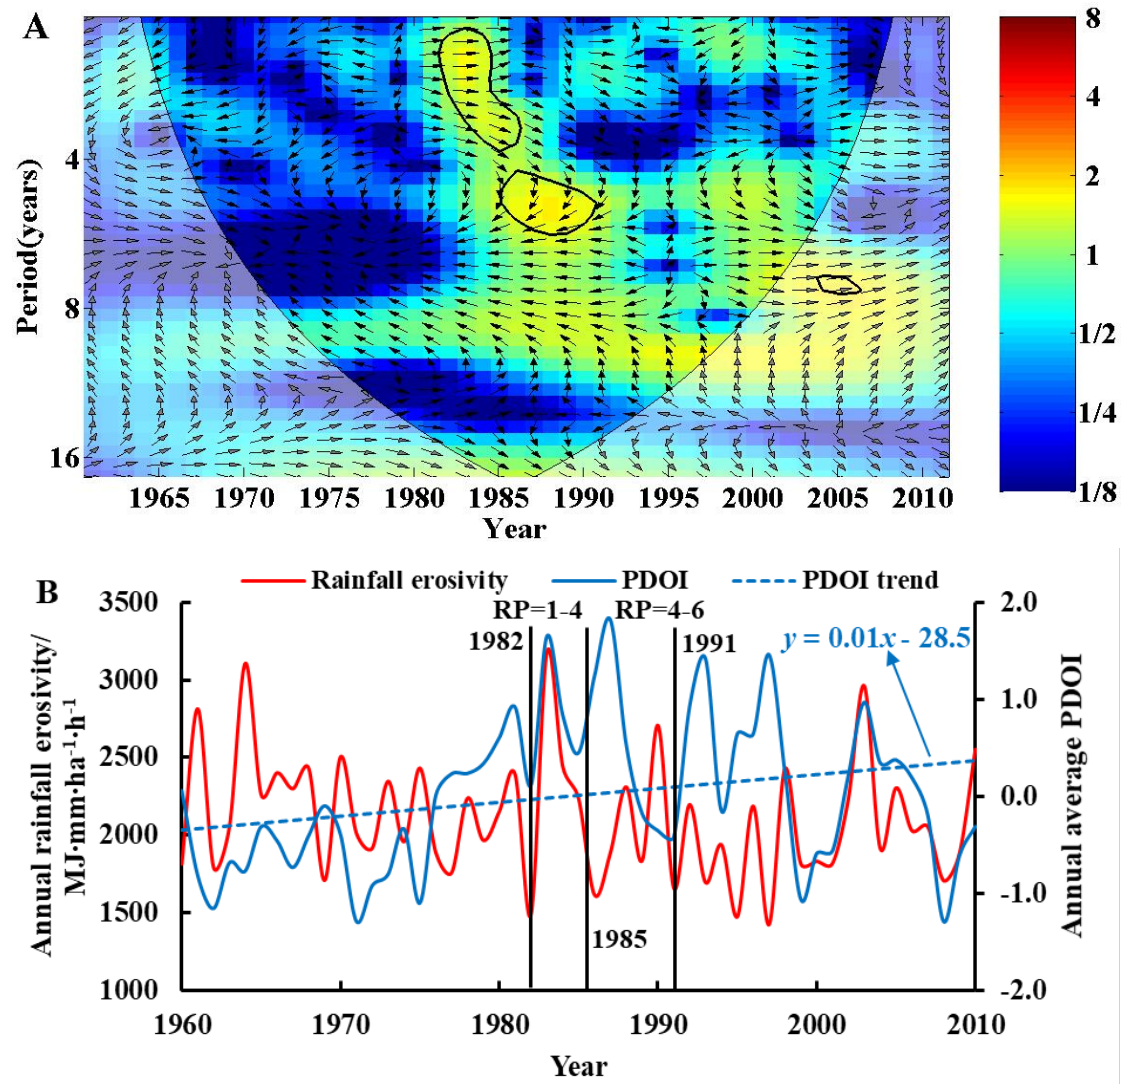 A
Period(years)
4
8
16
1965 1970 1975 1980 1985 1990 1995 2000 2005 2010
Year
8
4
2
1
1/2
1/4
1/8
B
Rainfall erosivity PDOI PDOI trend
Annual rainfall erosivity/
MJ·mm·ha⁻¹·h⁻¹
3500
3000
2500
2000
1500
1000
RP=1-4 RP=4-6
1982
1991
1985
y = 0.01x - 28.5
2.0
1.0
0.0
-1.0
-2.0
Annual average PDOI
1960 1970 1980 1990 2000 2010
Year